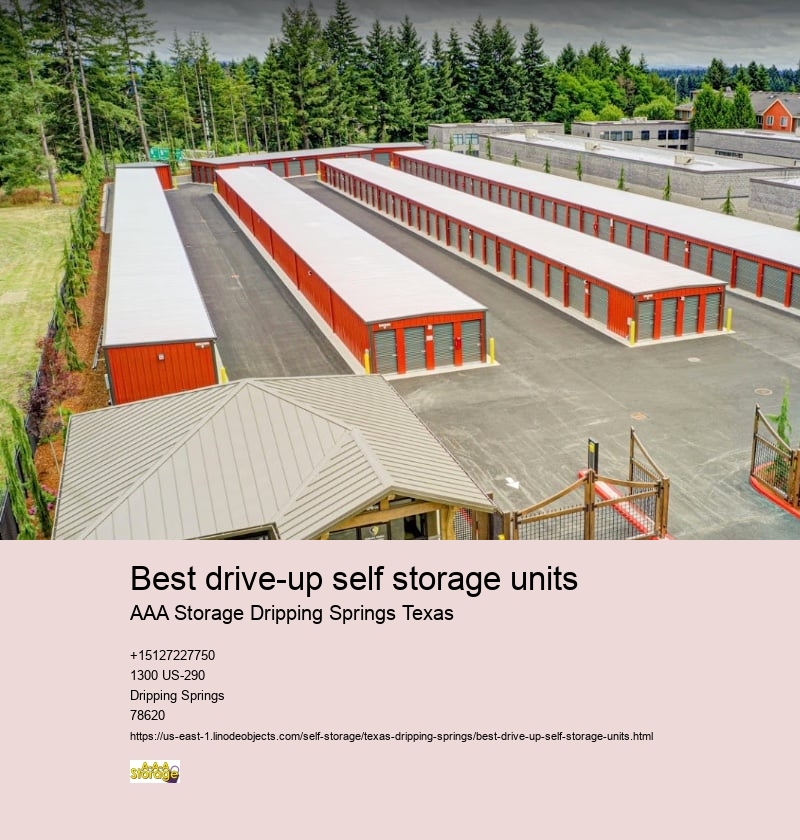 Best drive-up self storage units
AAA Storage Dripping Springs Texas
+15127227750
1300 US-290
Dripping Springs
78620
https://us-east-1.linodeobjects.com/self-storage/texas-dripping-springs/best-drive-up-self-storage-units.html
AAA
Storage